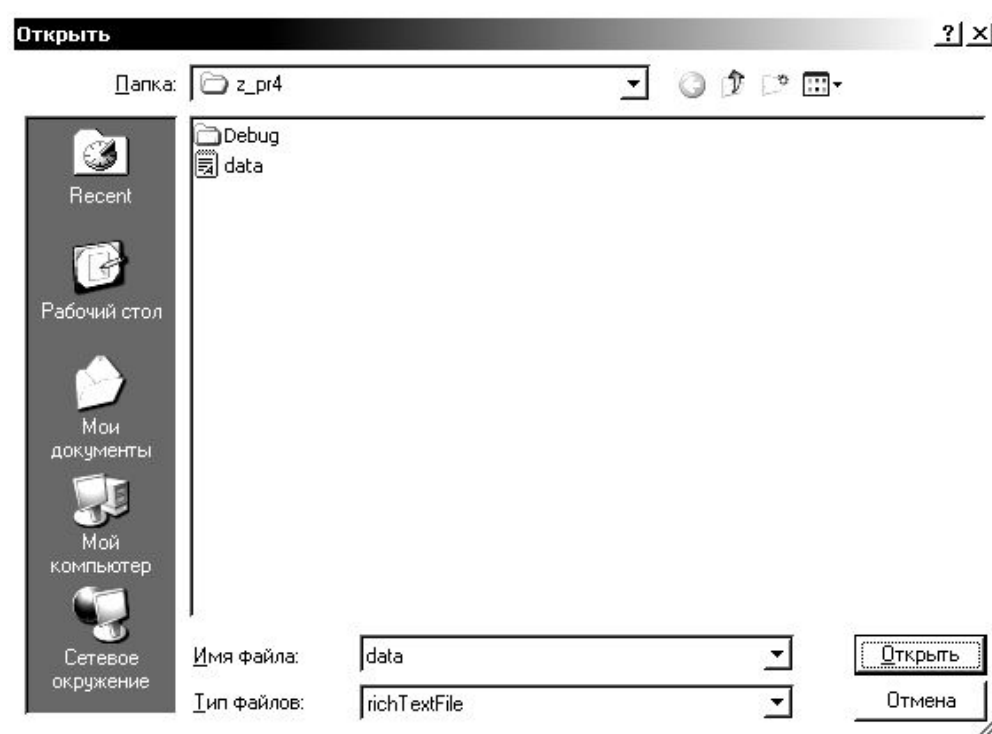 Открыть
Папка: z_pr4
Debug
data
Recent
Рабочий стол
Мои
документы
Мой
компьютер
Сетевое
окружение
Имя файла: data Открыть
Тип файлов: richTextFile Отмена